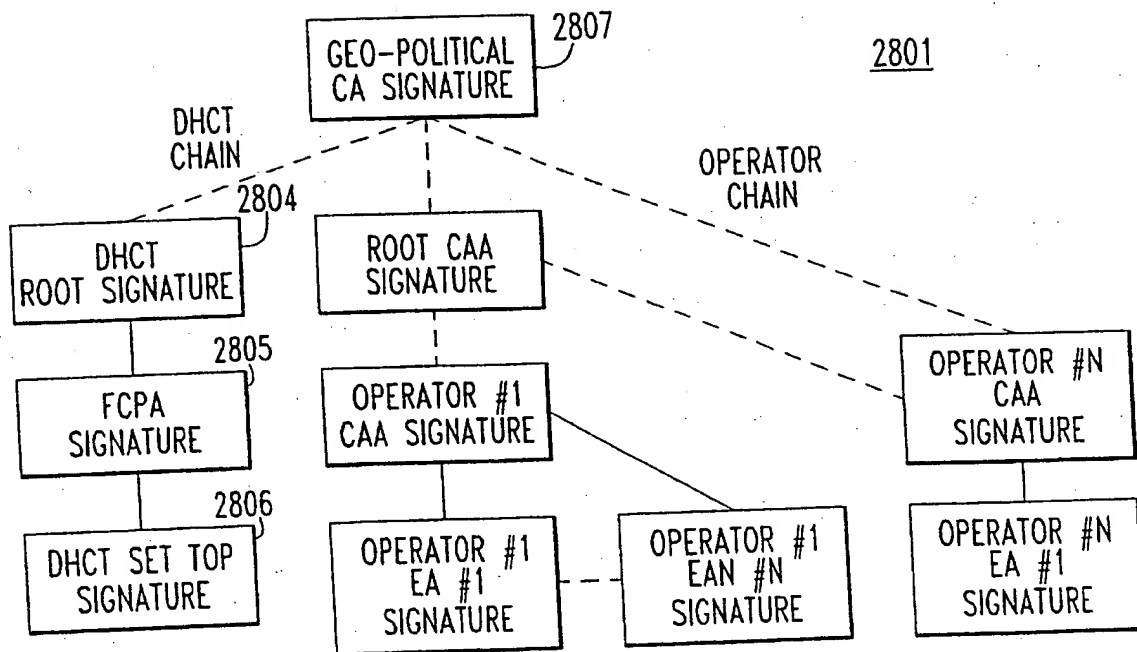 2807
2801
GEO-POLITICAL
CA SIGNATURE
DHCT
CHAIN
OPERATOR
CHAIN
2804
DHCT
ROOT SIGNATURE
ROOT CAA
SIGNATURE
2805
FCPA
SIGNATURE
OPERATOR #1
CAA SIGNATURE
OPERATOR #N
CAA
SIGNATURE
2806
DHCT SET TOP
SIGNATURE
OPERATOR #1
EA #1
SIGNATURE
OPERATOR #1
EAN #N
SIGNATURE
OPERATOR #N
EA #1
SIGNATURE